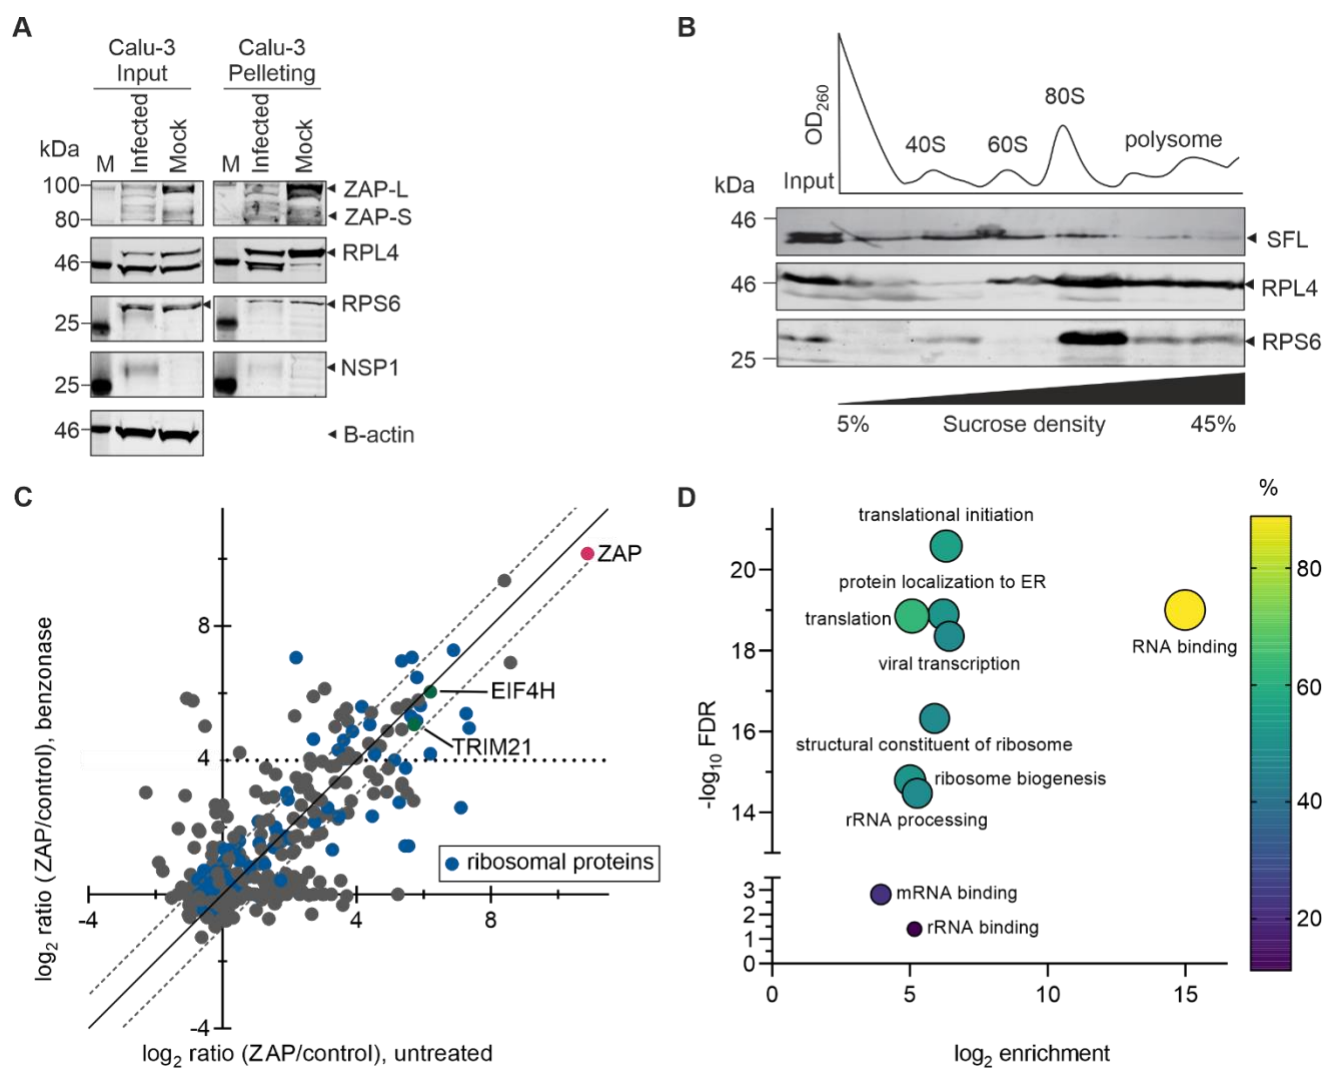 A
Calu-3
Input
Calu-3
Pelleting
kDa
M
Infected
Mock
M
Infected
Mock
100
80
ZAP-L
ZAP-S
46
RPL4
25
RPS6
25
NSP1
46
B-actin
B
OD260
40S
60S
80S
polysome
kDa
Input
46
SFL
46
RPL4
25
RPS6
5%
Sucrose density
45%
C
log2 ratio (ZAP/control), benzonase
8
4
-4
-4
4
8
ZAP
EIF4H
TRIM21
ribosomal proteins
log2 ratio (ZAP/control), untreated
D
-log10 FDR
20
18
16
14
3
2
1
0
translational initiation
protein localization to ER
translation
viral transcription
RNA binding
structural constituent of ribosome
ribosome biogenesis
rRNA processing
mRNA binding
rRNA binding
0
5
10
15
log2 enrichment
%
80
60
40
20